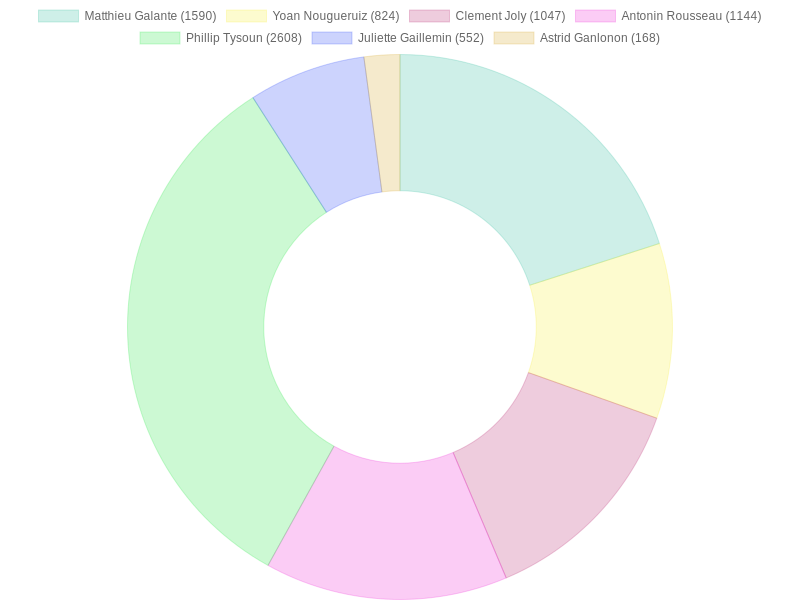 Matthieu Galante (1590) Yoan Nougueruiz (824) Clement Joly (1047) Antonin Rousseau (1144)
Phillip Tysoun (2608) Juliette Gaillemin (552) Astrid Ganlonon (168)